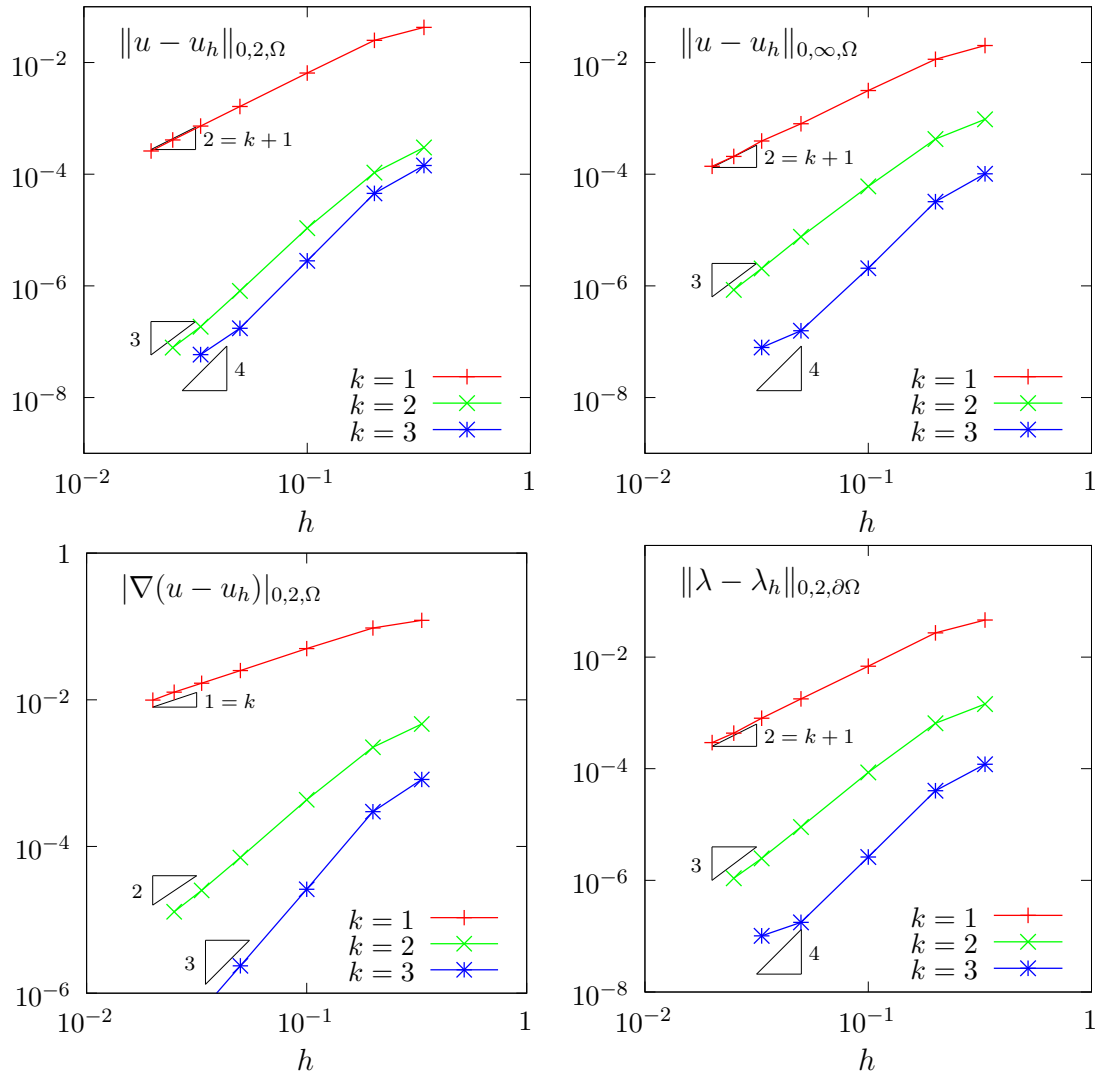 ‖u − u_h‖_{0,2,Ω}
10^{−2}
10^{−4}
10^{−6}
10^{−8}
2 = k + 1
3
4
k = 1
k = 2
k = 3
10^{−2}
10^{−1}
1
h
‖u − u_h‖_{0,∞,Ω}
10^{−2}
10^{−4}
10^{−6}
10^{−8}
2 = k + 1
3
4
k = 1
k = 2
k = 3
10^{−2}
10^{−1}
1
h
|∇(u − u_h)|_{0,2,Ω}
1
10^{−2}
10^{−4}
10^{−6}
1 = k
2
3
k = 1
k = 2
k = 3
10^{−2}
10^{−1}
1
h
‖λ − λ_h‖_{0,2,∂Ω}
10^{−2}
10^{−4}
10^{−6}
10^{−8}
2 = k + 1
3
4
k = 1
k = 2
k = 3
10^{−2}
10^{−1}
1
h